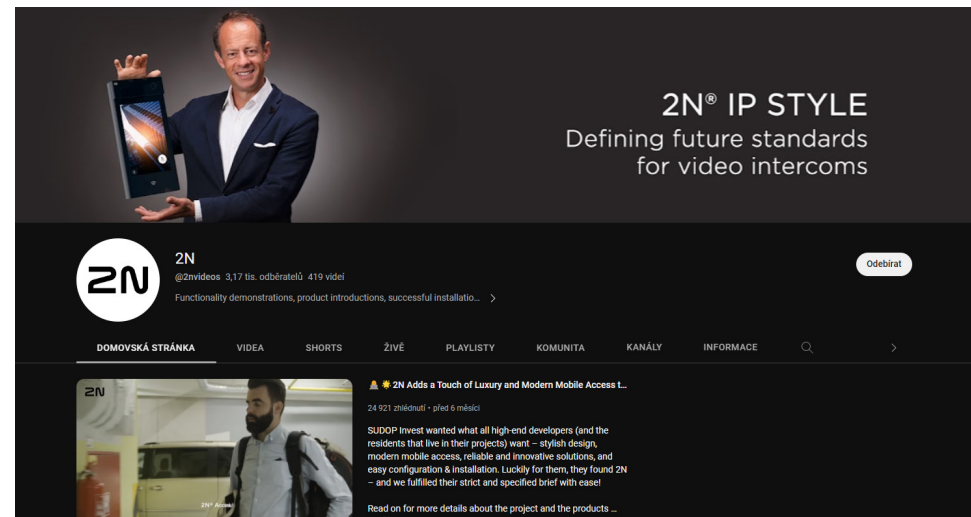 2N® IP STYLE
Defining future standards
for video intercoms
2N
2N
@2nvideos 3,17 tis. odběratelů 419 videí
Odebírat
Functionality demonstrations, product introductions, successful installatio...
DOMOVSKÁ STRÁNKA VIDEA SHORTS ŽIVĚ PLAYLISTY KOMUNITA KANÁLY INFORMACE
2N
2N Adds a Touch of Luxury and Modern Mobile Access t...
24 921 zhlédnutí • před 6 měsíci
SUDOP Invest wanted what all high-end developers (and the
residents that live in their projects) want – stylish design,
modern mobile access, reliable and innovative solutions, and
easy configuration & installation. Luckily for them, they found 2N
– and we fulfilled their strict and specified brief with ease!
2N® Access
Read on for more details about the project and the products ...